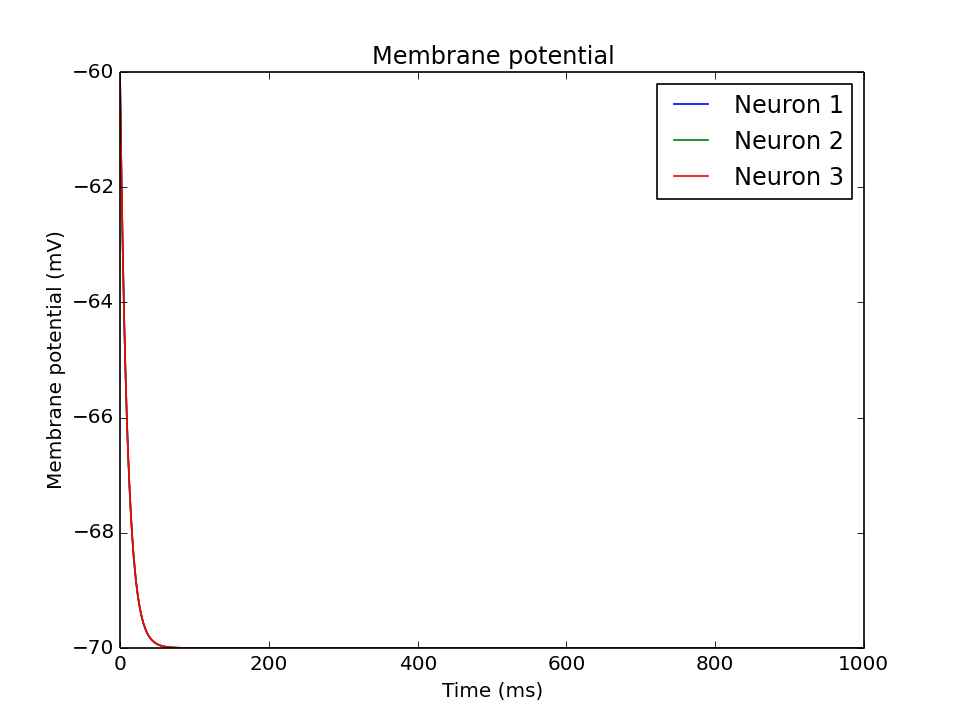 Membrane potential
Neuron 1
Neuron 2
Neuron 3
Membrane potential (mV)
−60
−62
−64
−66
−68
−70
0 200 400 600 800 1000
Time (ms)